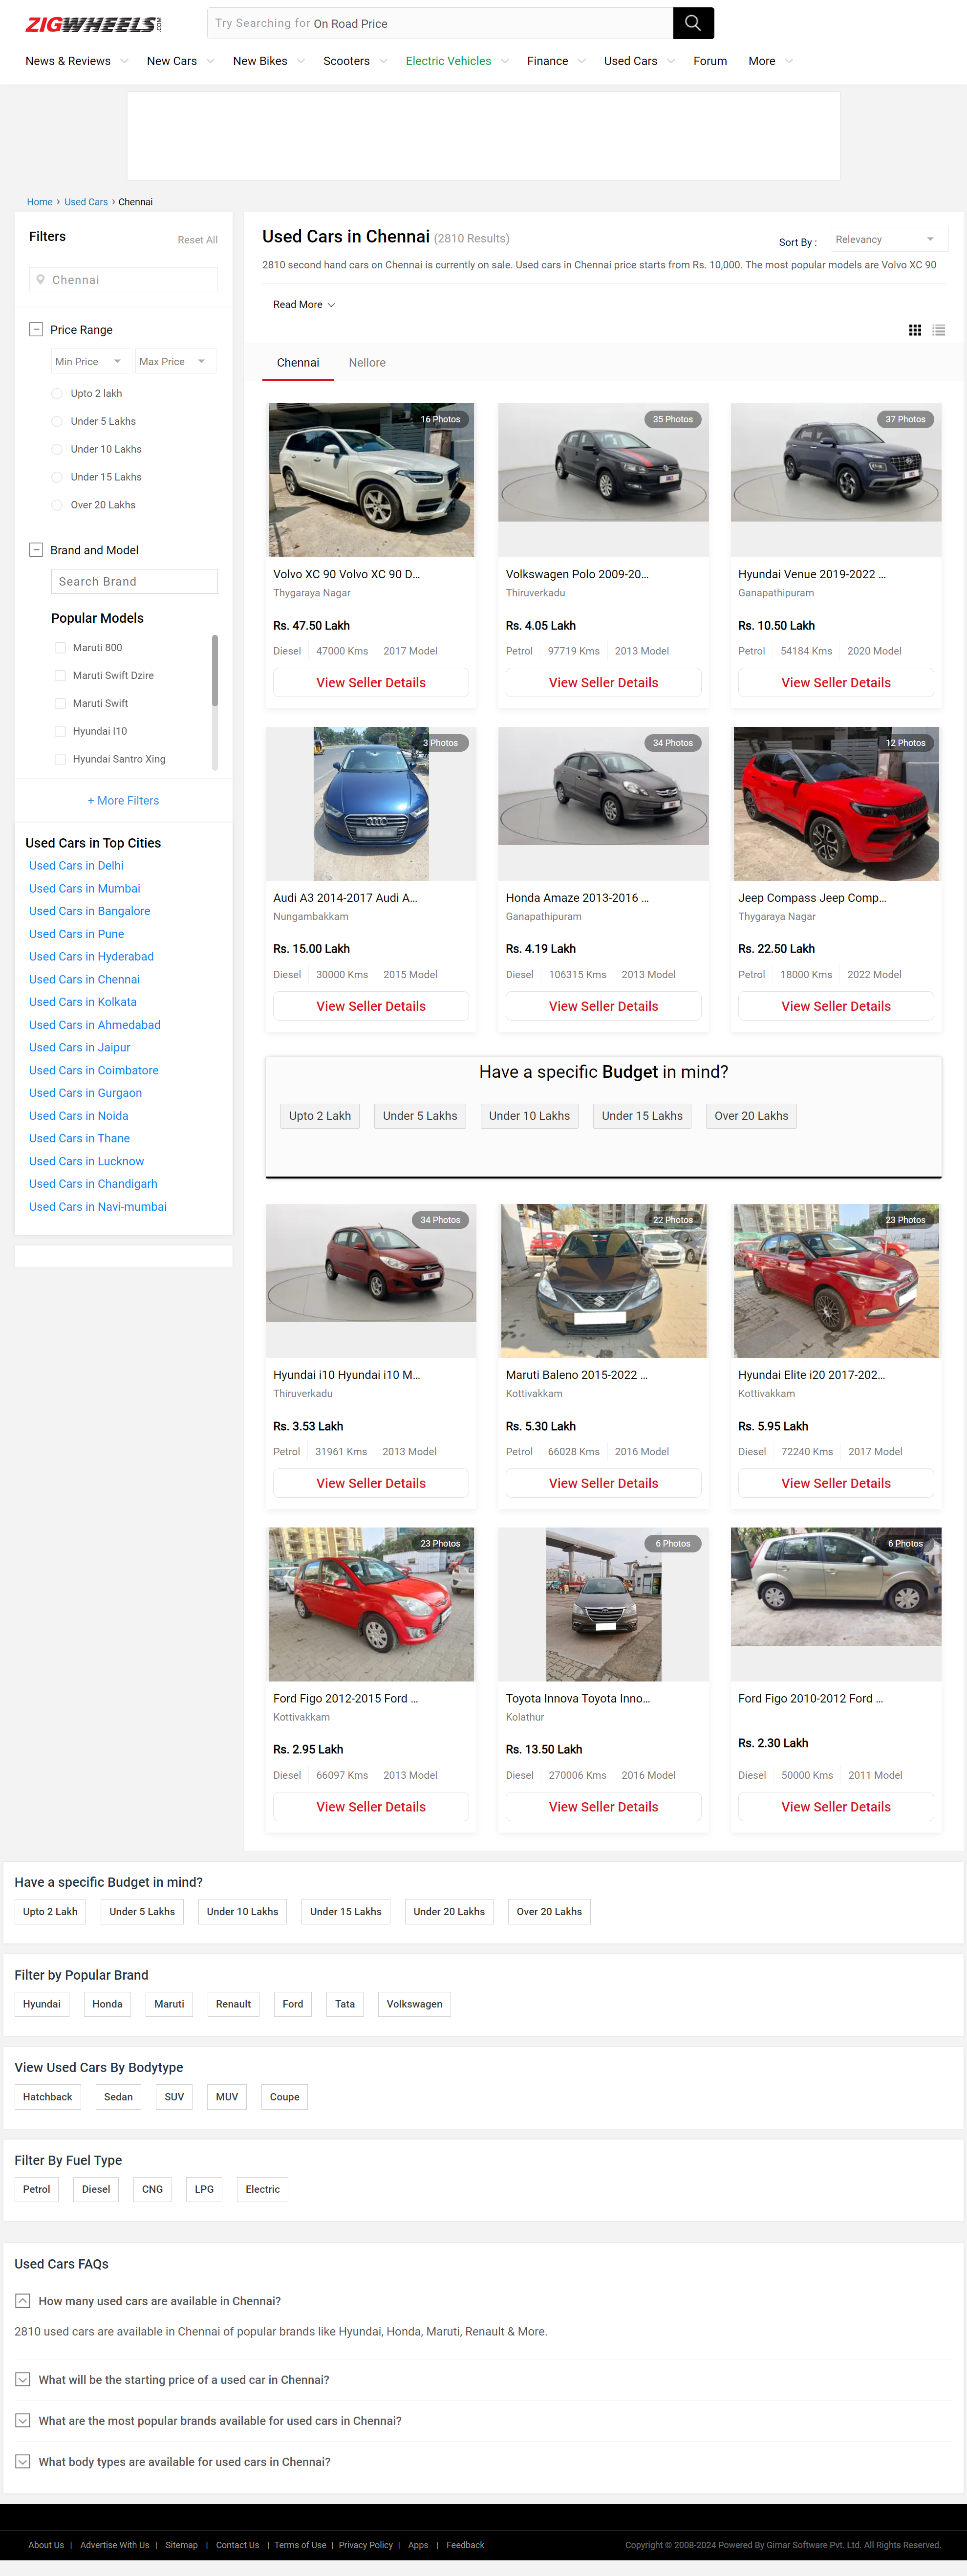 ZIGWHEELS.COM
Try Searching for On Road Price
News & Reviews New Cars New Bikes Scooters Electric Vehicles Finance Used Cars Forum More
Home › Used Cars › Chennai
Filters
Reset All
Chennai
Price Range
Min Price Max Price
Upto 2 lakh
Under 5 Lakhs
Under 10 Lakhs
Under 15 Lakhs
Over 20 Lakhs
Brand and Model
Search Brand
Popular Models
Maruti 800
Maruti Swift Dzire
Maruti Swift
Hyundai I10
Hyundai Santro Xing
+ More Filters
Used Cars in Top Cities
Used Cars in Delhi
Used Cars in Mumbai
Used Cars in Bangalore
Used Cars in Pune
Used Cars in Hyderabad
Used Cars in Chennai
Used Cars in Kolkata
Used Cars in Ahmedabad
Used Cars in Jaipur
Used Cars in Coimbatore
Used Cars in Gurgaon
Used Cars in Noida
Used Cars in Thane
Used Cars in Lucknow
Used Cars in Chandigarh
Used Cars in Navi-mumbai
Used Cars in Chennai (2810 Results)
Sort By : Relevancy
2810 second hand cars on Chennai is currently on sale. Used cars in Chennai price starts from Rs. 10,000. The most popular models are Volvo XC 90
Read More
Chennai Nellore
16 Photos
Volvo XC 90 Volvo XC 90 D...
Thygaraya Nagar
Rs. 47.50 Lakh
Diesel 47000 Kms 2017 Model
View Seller Details
35 Photos
Volkswagen Polo 2009-20...
Thiruverkadu
Rs. 4.05 Lakh
Petrol 97719 Kms 2013 Model
View Seller Details
37 Photos
Hyundai Venue 2019-2022 ...
Ganapathipuram
Rs. 10.50 Lakh
Petrol 54184 Kms 2020 Model
View Seller Details
3 Photos
Audi A3 2014-2017 Audi A...
Nungambakkam
Rs. 15.00 Lakh
Diesel 30000 Kms 2015 Model
View Seller Details
34 Photos
Honda Amaze 2013-2016 ...
Ganapathipuram
Rs. 4.19 Lakh
Diesel 106315 Kms 2013 Model
View Seller Details
12 Photos
Jeep Compass Jeep Comp...
Thygaraya Nagar
Rs. 22.50 Lakh
Petrol 18000 Kms 2022 Model
View Seller Details
Have a specific Budget in mind?
Upto 2 Lakh Under 5 Lakhs Under 10 Lakhs Under 15 Lakhs Over 20 Lakhs
34 Photos
Hyundai i10 Hyundai i10 M...
Thiruverkadu
Rs. 3.53 Lakh
Petrol 31961 Kms 2013 Model
View Seller Details
22 Photos
Maruti Baleno 2015-2022 ...
Kottivakkam
Rs. 5.30 Lakh
Petrol 66028 Kms 2016 Model
View Seller Details
23 Photos
Hyundai Elite i20 2017-202...
Kottivakkam
Rs. 5.95 Lakh
Diesel 72240 Kms 2017 Model
View Seller Details
23 Photos
Ford Figo 2012-2015 Ford ...
Kottivakkam
Rs. 2.95 Lakh
Diesel 66097 Kms 2013 Model
View Seller Details
6 Photos
Toyota Innova Toyota Inno...
Kolathur
Rs. 13.50 Lakh
Diesel 270006 Kms 2016 Model
View Seller Details
6 Photos
Ford Figo 2010-2012 Ford ...
Rs. 2.30 Lakh
Diesel 50000 Kms 2011 Model
View Seller Details
Have a specific Budget in mind?
Upto 2 Lakh Under 5 Lakhs Under 10 Lakhs Under 15 Lakhs Under 20 Lakhs Over 20 Lakhs
Filter by Popular Brand
Hyundai Honda Maruti Renault Ford Tata Volkswagen
View Used Cars By Bodytype
Hatchback Sedan SUV MUV Coupe
Filter By Fuel Type
Petrol Diesel CNG LPG Electric
Used Cars FAQs
How many used cars are available in Chennai?
2810 used cars are available in Chennai of popular brands like Hyundai, Honda, Maruti, Renault & More.
What will be the starting price of a used car in Chennai?
What are the most popular brands available for used cars in Chennai?
What body types are available for used cars in Chennai?
About Us | Advertise With Us | Sitemap | Contact Us | Terms of Use | Privacy Policy | Apps | Feedback
Copyright © 2008-2024 Powered By Girnar Software Pvt. Ltd. All Rights Reserved.